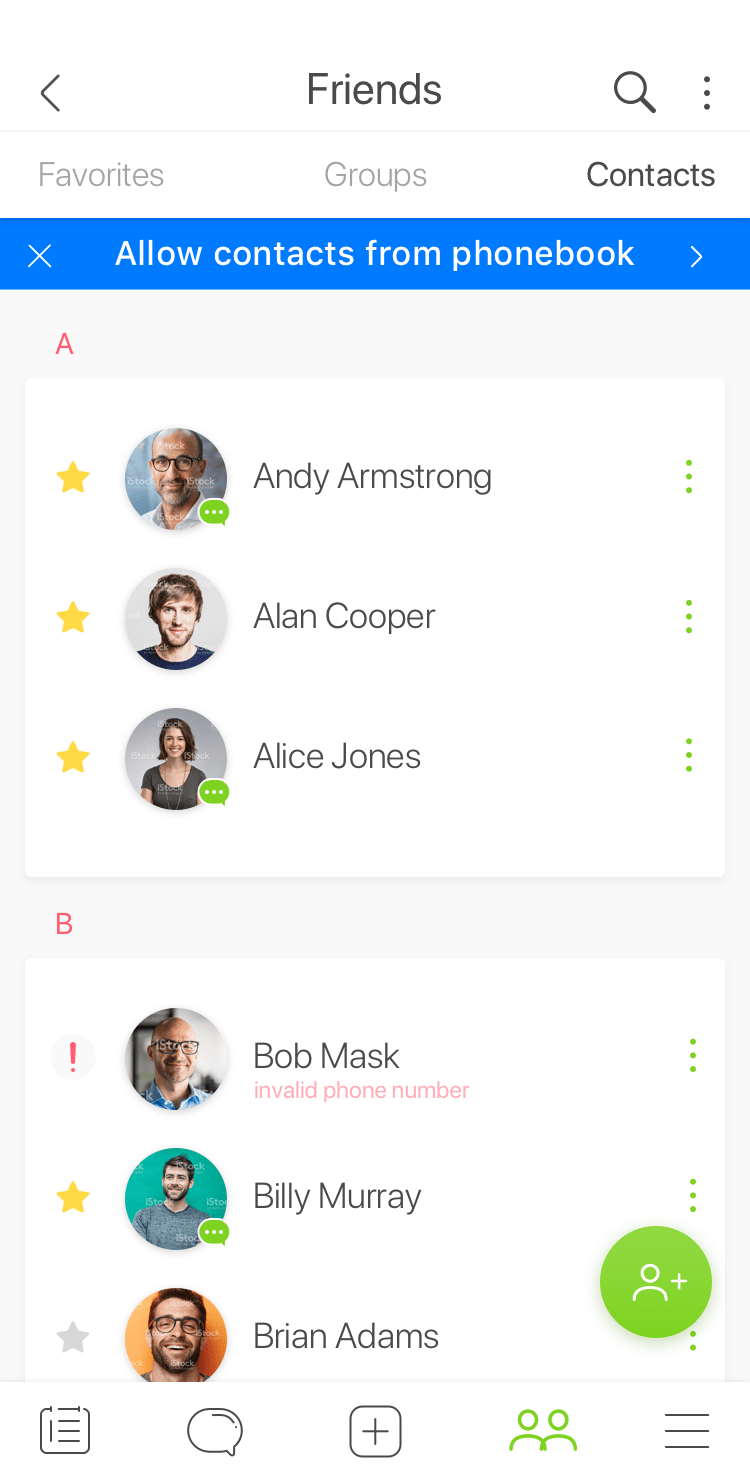 Friends
Favorites
Groups
Contacts
Allow contacts from phonebook
A
Andy Armstrong
Alan Cooper
Alice Jones
B
Bob Mask
invalid phone number
Billy Murray
Brian Adams